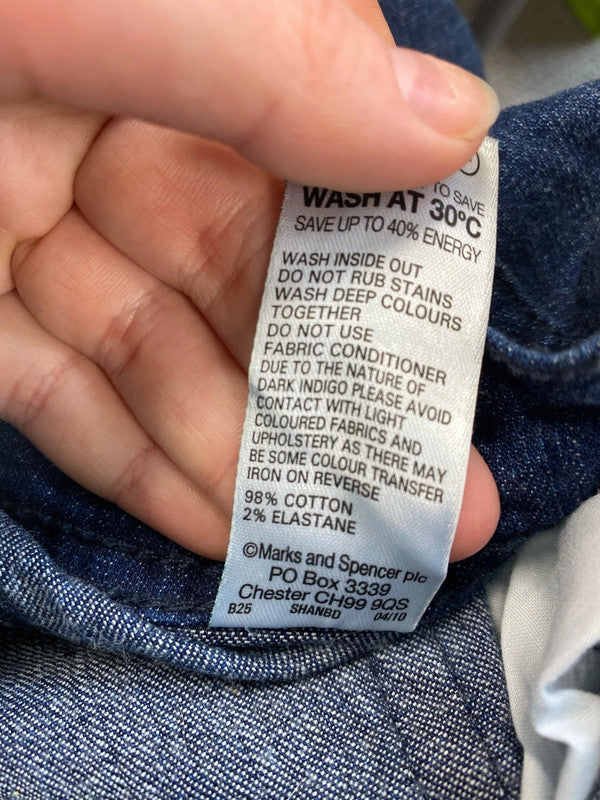 TO SAVE
WASH AT 30°C
SAVE UP TO 40% ENERGY
WASH INSIDE OUT
DO NOT RUB STAINS
WASH DEEP COLOURS
TOGETHER
DO NOT USE
FABRIC CONDITIONER
DUE TO THE NATURE OF
DARK INDIGO PLEASE AVOID
CONTACT WITH LIGHT
COLOURED FABRICS AND
UPHOLSTERY AS THERE MAY
BE SOME COLOUR TRANSFER
IRON ON REVERSE
98% COTTON
2% ELASTANE
©Marks and Spencer plc
PO Box 3339
Chester CH99 9QS
B25 SHANBD 04/10